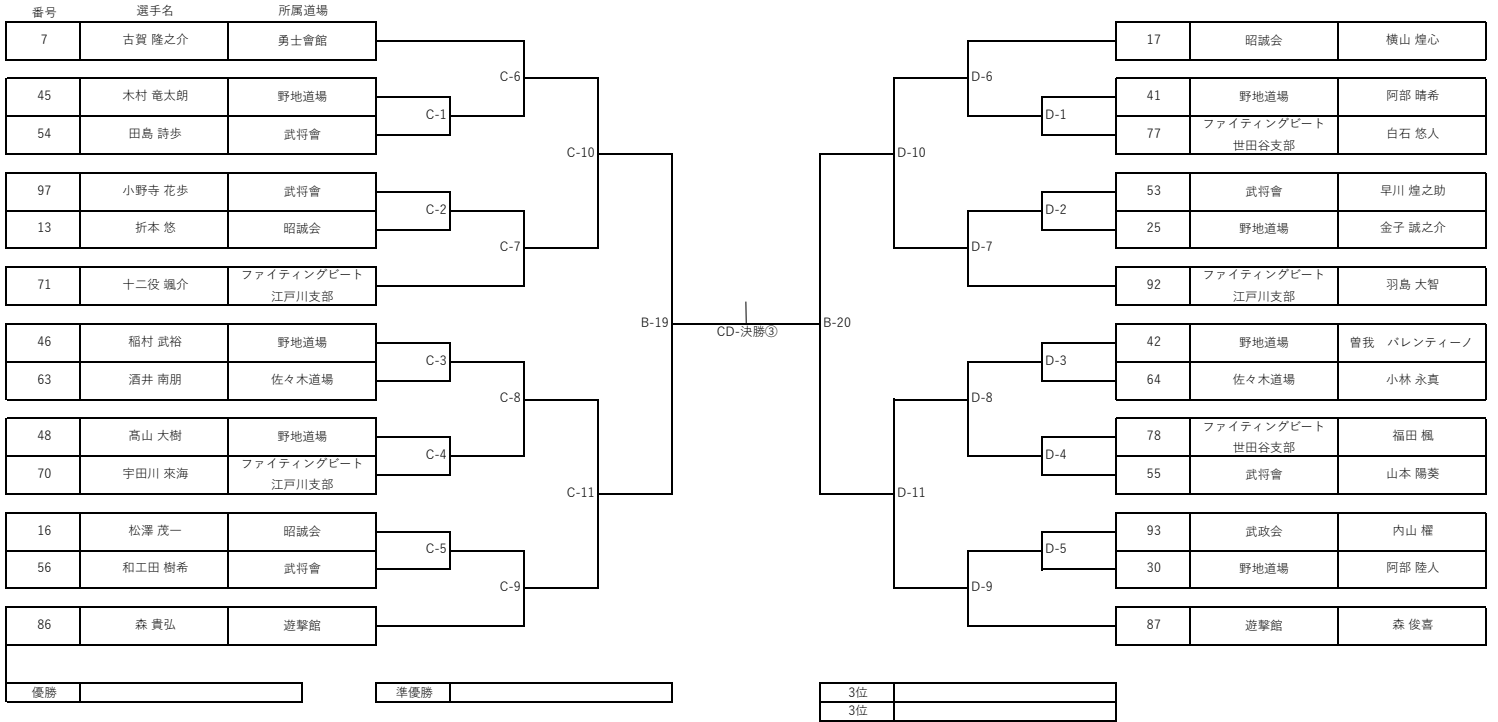 番号 選手名 所属道場
7 古賀 隆之介 勇士會館
C-6
45 木村 竜太朗 野地道場
C-1
54 田島 詩歩 武将會
C-10
97 小野寺 花歩 武将會
C-2
13 折本 悠 昭誠会
C-7
71 十二役 颯介 ファイティングビート
江戸川支部
B-19
46 稲村 武裕 野地道場
C-3
63 酒井 南朋 佐々木道場
C-8
48 髙山 大樹 野地道場
C-4
70 宇田川 來海 ファイティングビート
江戸川支部
C-11
16 松澤 茂一 昭誠会
C-5
56 和工田 樹希 武将會
C-9
86 森 貴弘 遊撃館
CD-決勝③
17 昭誠会 横山 煌心
D-6
41 野地道場 阿部 晴希
D-1
77 ファイティングビート 白石 悠人
世田谷支部
D-10
53 武将會 早川 煌之助
D-2
25 野地道場 金子 誠之介
D-7
92 ファイティングビート 羽島 大智
江戸川支部
B-20
42 野地道場 曽我　バレンティーノ
D-3
64 佐々木道場 小林 永真
D-8
78 ファイティングビート 福田 楓
世田谷支部
D-4
55 武将會 山本 陽葵
D-11
93 武政会 内山 櫂
D-5
30 野地道場 阿部 陸人
D-9
87 遊撃館 森 俊喜
優勝
準優勝
3位
3位